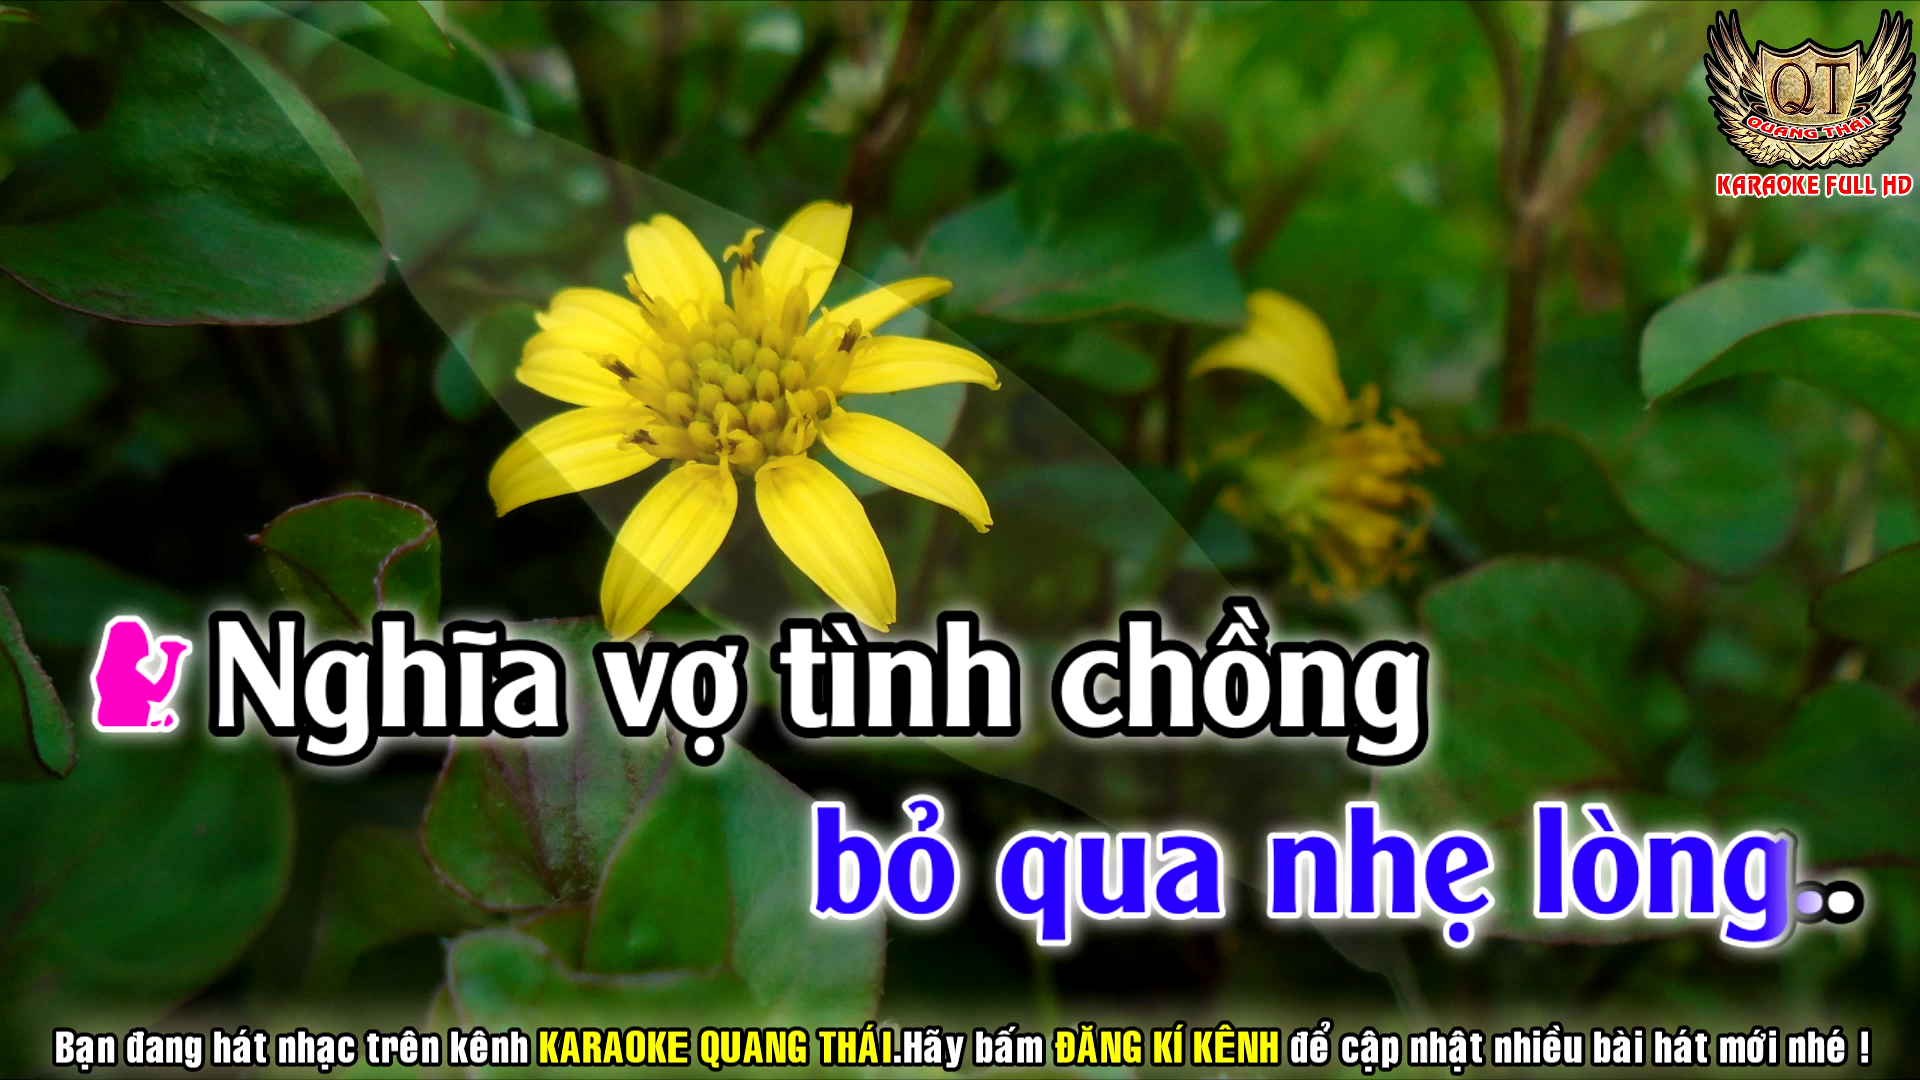 QT
QUANG THÁI
KARAOKE FULL HD
Nghĩa vợ tình chồng
bỏ qua nhẹ lòng..
Bạn đang hát nhạc trên kênh KARAOKE QUANG THÁI.Hãy bấm ĐĂNG KÍ KÊNH để cập nhật nhiều bài hát mới nhé !